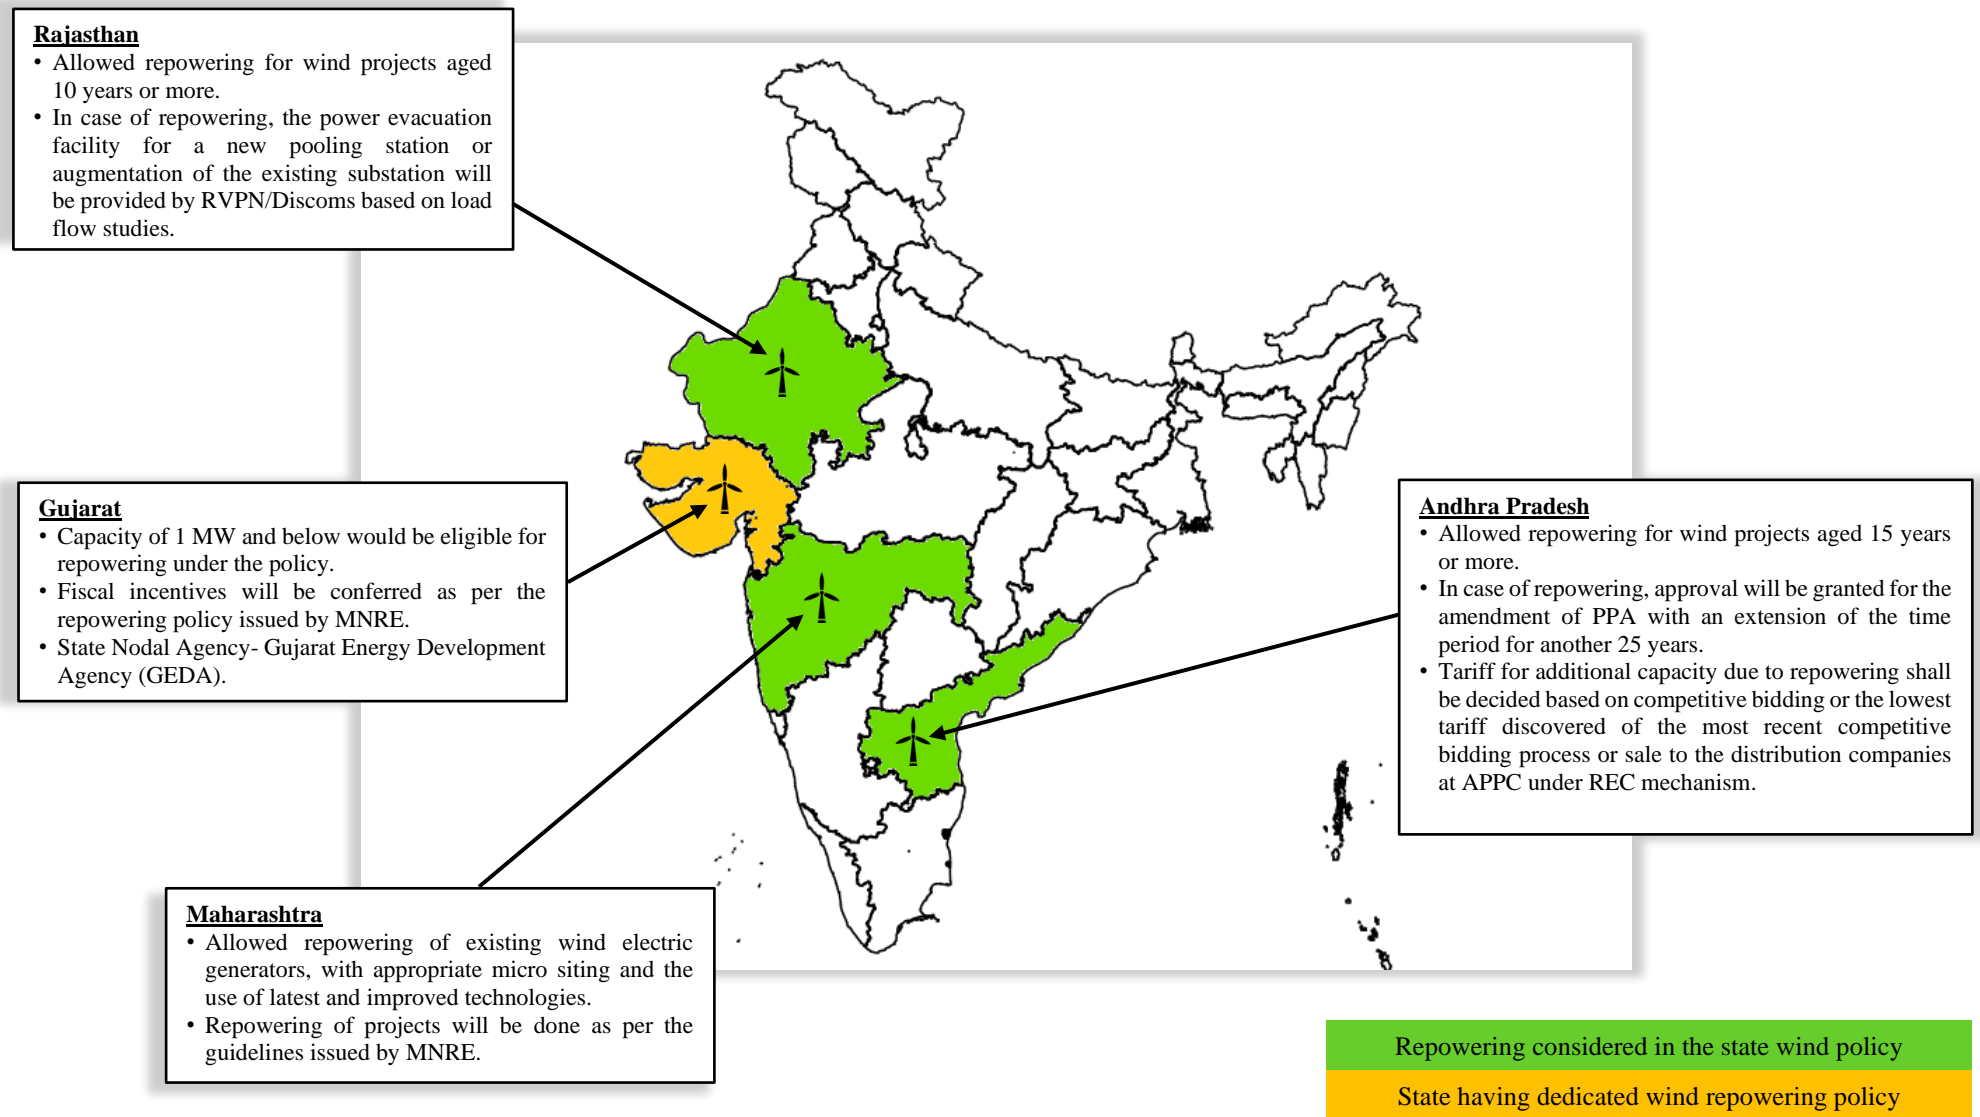 Rajasthan
• Allowed repowering for wind projects aged
10 years or more.
• In case of repowering, the power evacuation
facility for a new pooling station or
augmentation of the existing substation will
be provided by RVPN/Discoms based on load
flow studies.
Gujarat
• Capacity of 1 MW and below would be eligible for
repowering under the policy.
• Fiscal incentives will be conferred as per the
repowering policy issued by MNRE.
• State Nodal Agency- Gujarat Energy Development
Agency (GEDA).
Andhra Pradesh
• Allowed repowering for wind projects aged 15 years
or more.
• In case of repowering, approval will be granted for the
amendment of PPA with an extension of the time
period for another 25 years.
• Tariff for additional capacity due to repowering shall
be decided based on competitive bidding or the lowest
tariff discovered of the most recent competitive
bidding process or sale to the distribution companies
at APPC under REC mechanism.
Maharashtra
• Allowed repowering of existing wind electric
generators, with appropriate micro siting and the
use of latest and improved technologies.
• Repowering of projects will be done as per the
guidelines issued by MNRE.
Repowering considered in the state wind policy
State having dedicated wind repowering policy